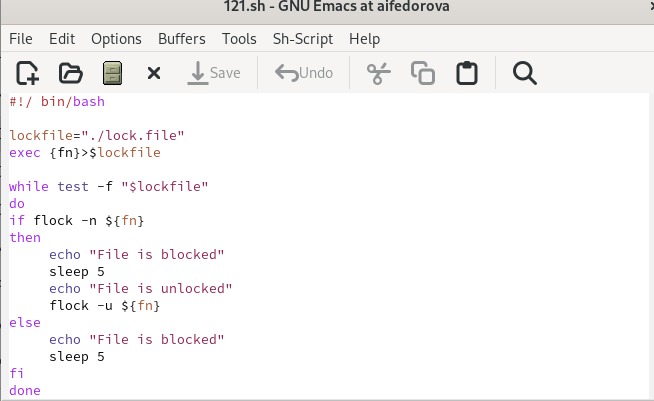 121.sh - GNU Emacs at aifedorova
File Edit Options Buffers Tools Sh-Script Help
Save Undo
#!/ bin/bash
lockfile="./lock.file"
exec {fn}>$lockfile
while test -f "$lockfile"
do
if flock -n ${fn}
then
echo "File is blocked"
sleep 5
echo "File is unlocked"
flock -u ${fn}
else
echo "File is blocked"
sleep 5
fi
done